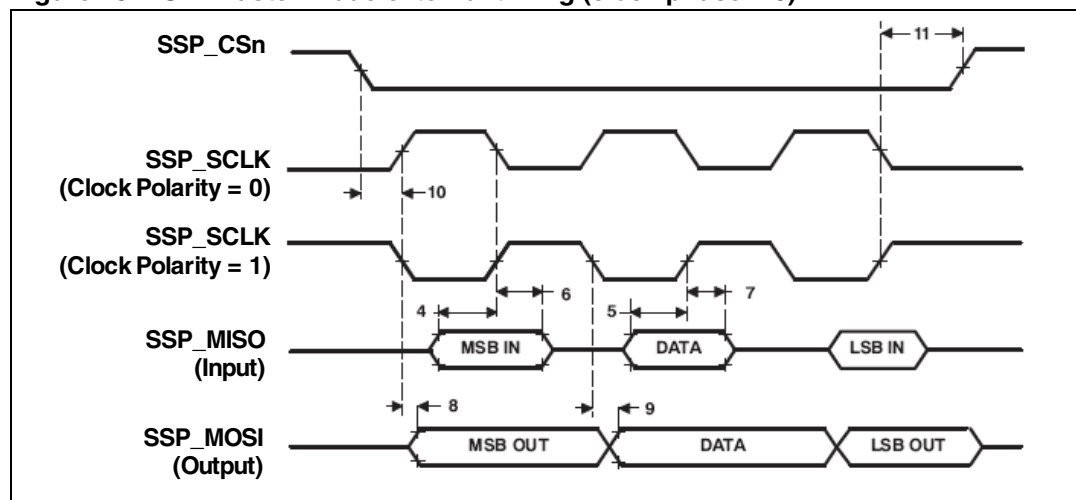 SSP_CSn
11
SSP_SCLK
(Clock Polarity = 0)
10
SSP_SCLK
(Clock Polarity = 1)
4
6
5
7
SSP_MISO
(Input)
MSB IN
DATA
LSB IN
8
9
SSP_MOSI
(Output)
MSB OUT
DATA
LSB OUT